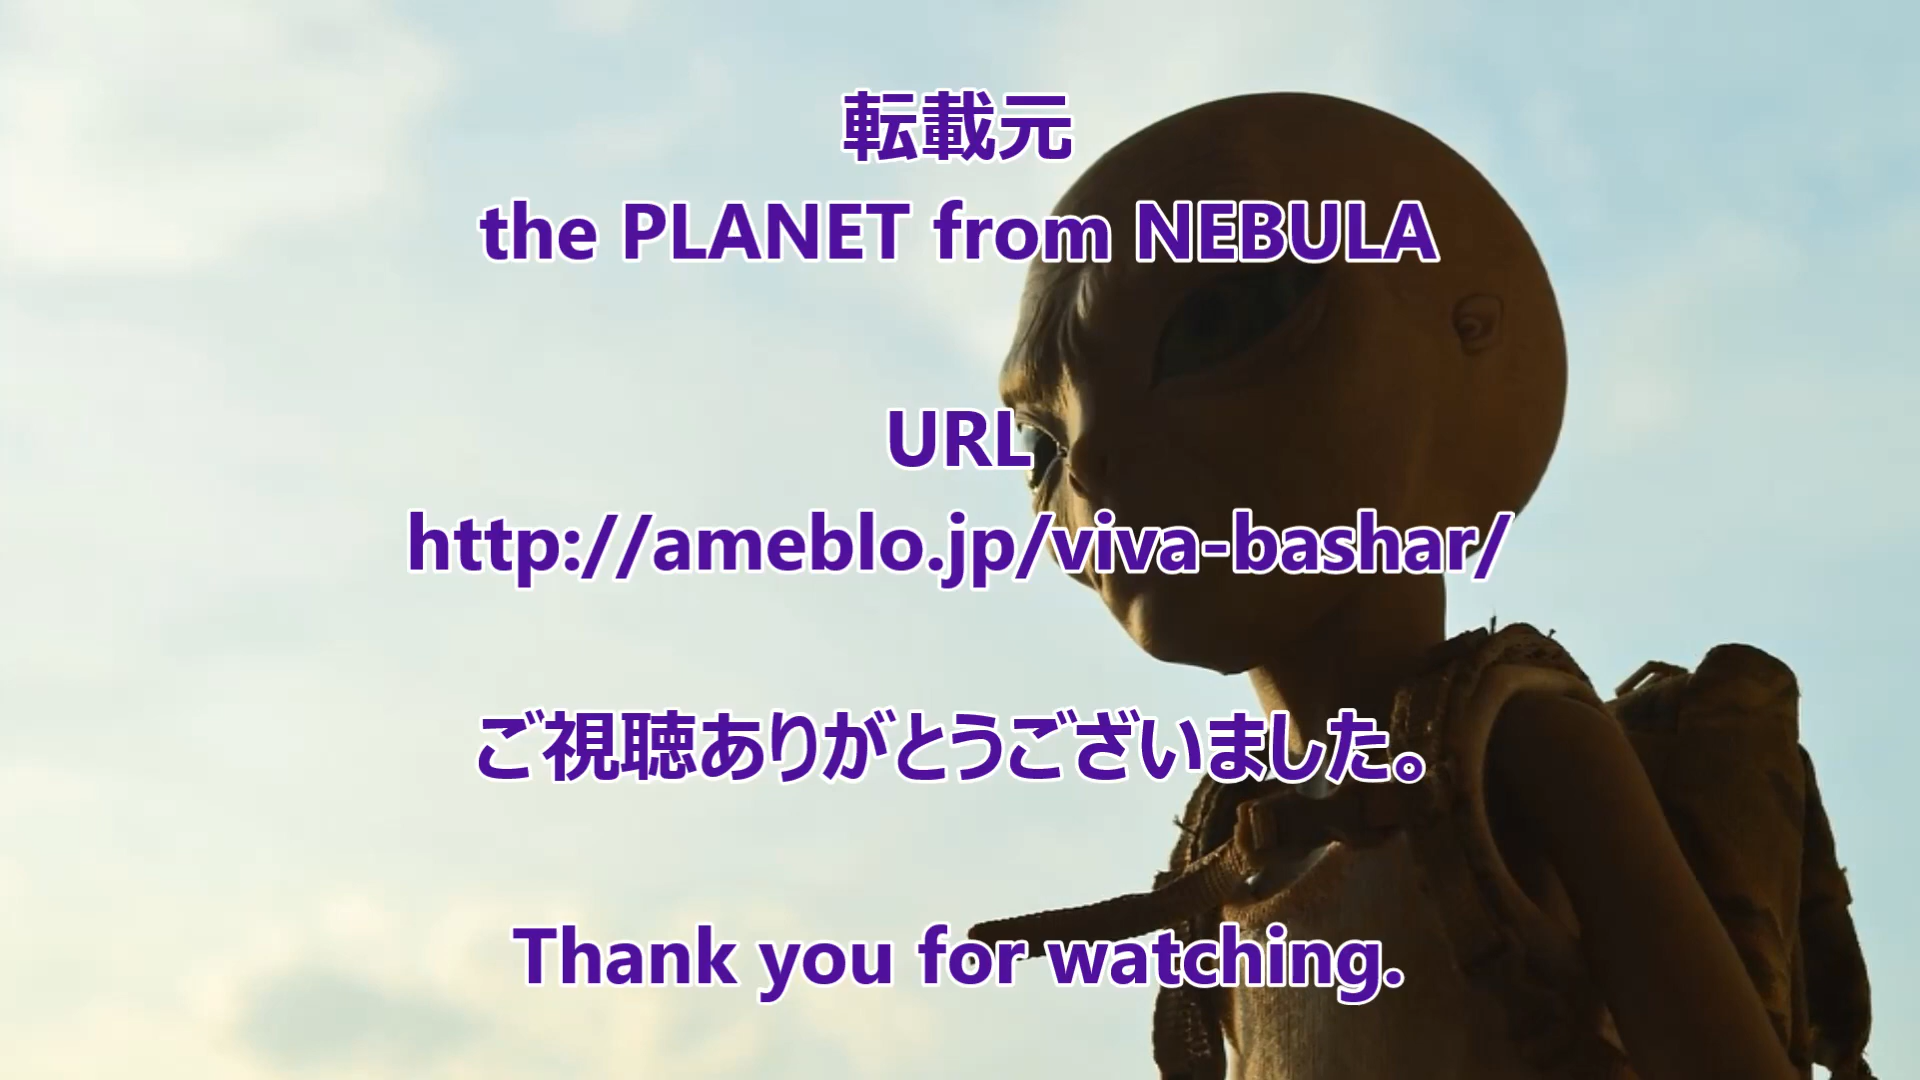 転載元
the PLANET from NEBULA
URL
http://ameblo.jp/viva-bashar/
ご視聴ありがとうございました。
Thank you for watching.